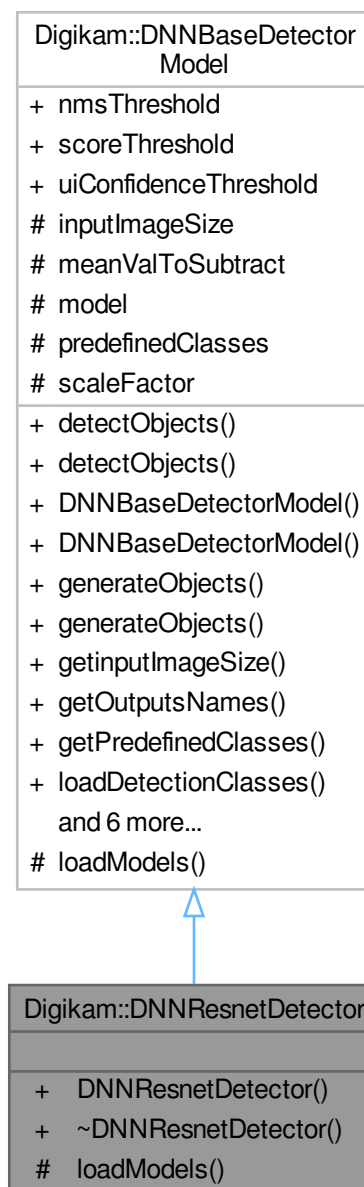 Digikam::DNNBaseDetector
Model
+ nmsThreshold
+ scoreThreshold
+ uiConfidenceThreshold
# inputImageSize
# meanValToSubtract
# model
# predefinedClasses
# scaleFactor
+ detectObjects()
+ detectObjects()
+ DNNBaseDetectorModel()
+ DNNBaseDetectorModel()
+ generateObjects()
+ generateObjects()
+ getinputImageSize()
+ getOutputsNames()
+ getPredefinedClasses()
+ loadDetectionClasses()
and 6 more...
# loadModels()
Digikam::DNNResnetDetector
+ DNNResnetDetector()
+ ~DNNResnetDetector()
# loadModels()